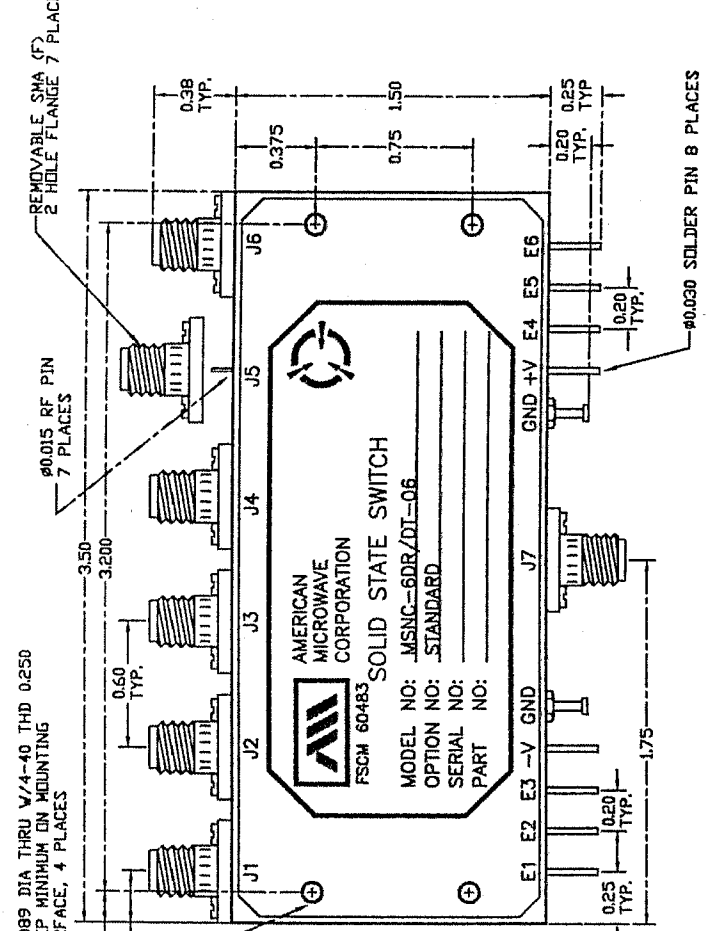 REMOVABLE SMA (F)
2 HOLE FLANGE 7
Ø0.015 RF PIN
7 PLACES
3.50
3.200
0.60
TYP.
089 DIA THRU W/4-40 THD 0.250
MINIMUM ON MOUNTING
4 PLACES
0.38
TYP.
1.50
0.25
TYP
0.375
0.75
0.20
TYP.
J1
J2
J3
J4
J5
J6
AMERICAN
MICROWAVE
CORPORATION
FSCM 60483
SOLID STATE SWITCH
MODEL NO: MSNC-6DR/DT-06
OPTION NO: STANDARD
SERIAL NO:
PART NO:
E1 E2 E3 -V GND J7 GND +V E4 E5 E6
0.25
TYP.
0.20
TYP.
0.20
TYP.
1.75
Ø0.030 SOLDER PIN 8 PLACES